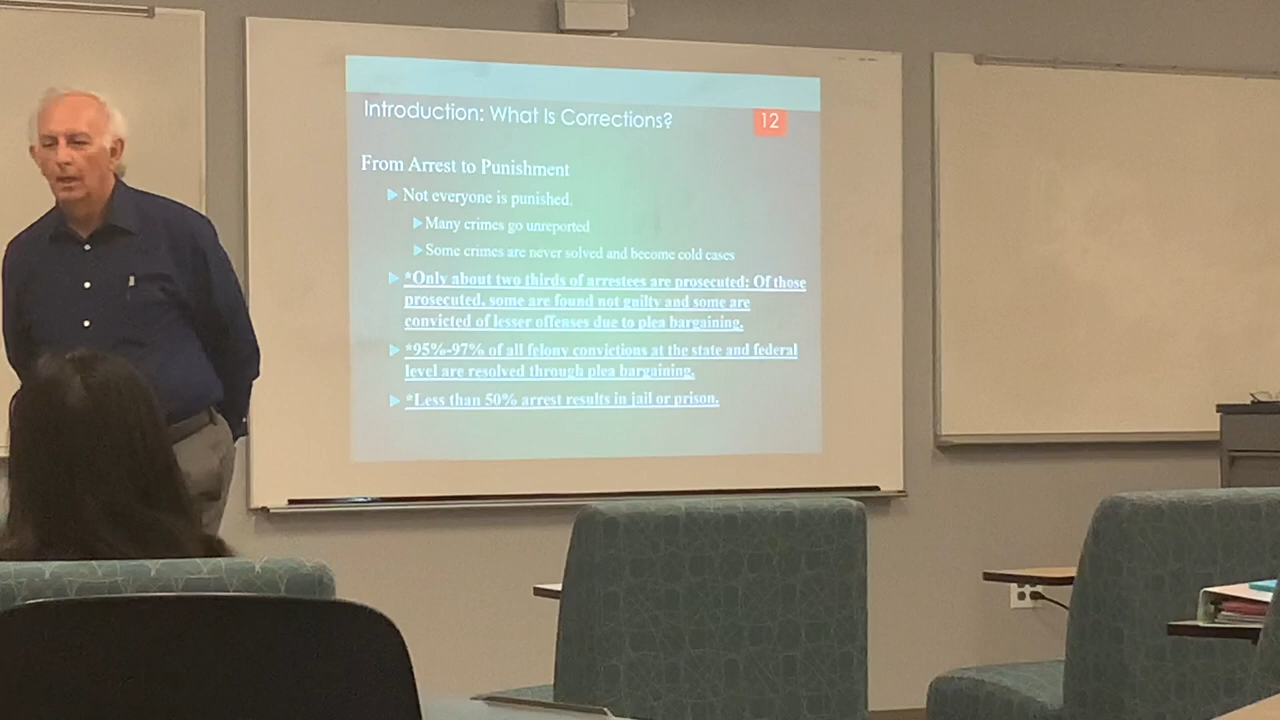 Introduction: What Is Corrections?
12
From Arrest to Punishment
Not everyone is punished.
Many crimes go unreported
Some crimes are never solved and become cold cases
*Only about two thirds of arrestees are prosecuted; Of those
prosecuted, some are found not guilty and some are
convicted of lesser offenses due to plea bargaining.
*95%-97% of all felony convictions at the state and federal
level are resolved through plea bargaining.
*Less than 50% arrest results in jail or prison.